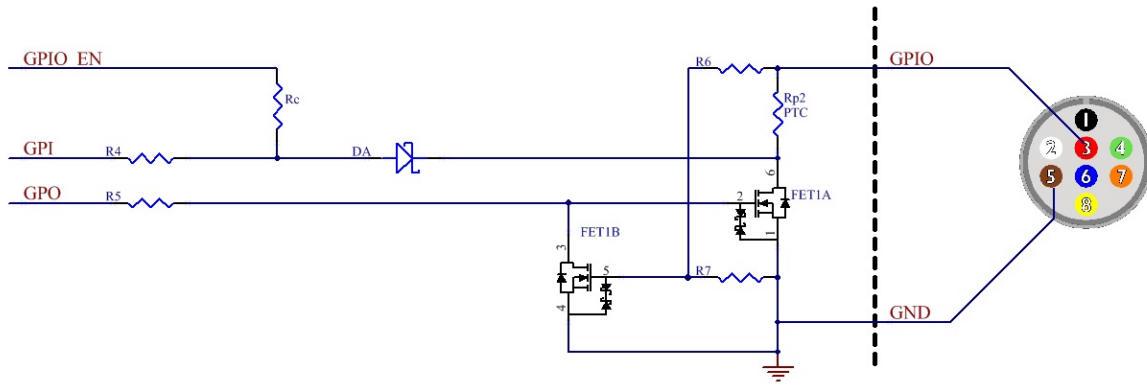 GPIO_EN
R6
GPIO
Rc
Rp2
PTC
1
GPI
R4
DA
2
3
4
6
5
6
7
GPO
R5
2
FET1A
8
FET1B
1
3
5
R7
4
GND